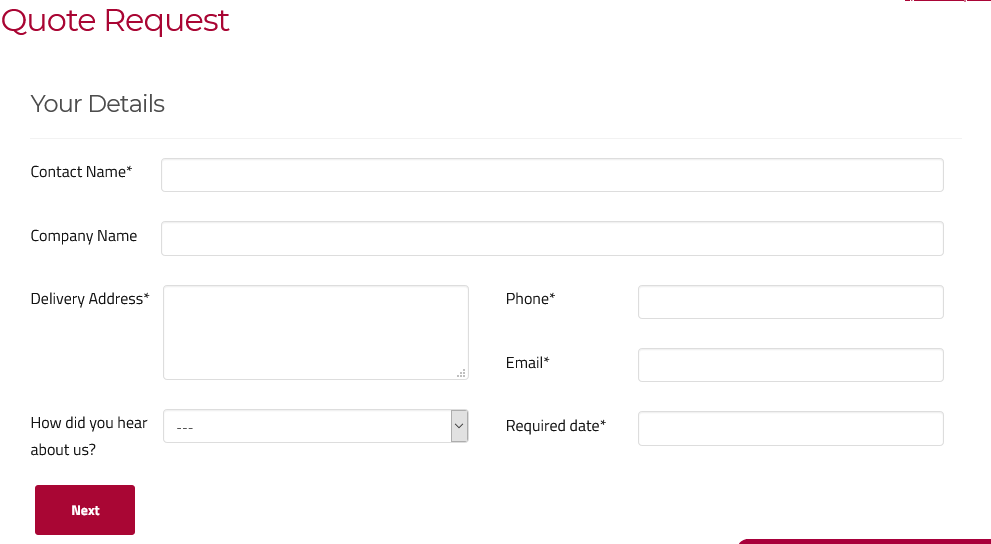 Quote Request
Your Details
Contact Name*
Company Name
Delivery Address*
Phone*
Email*
How did you hear
about us?
---
Required date*
Next